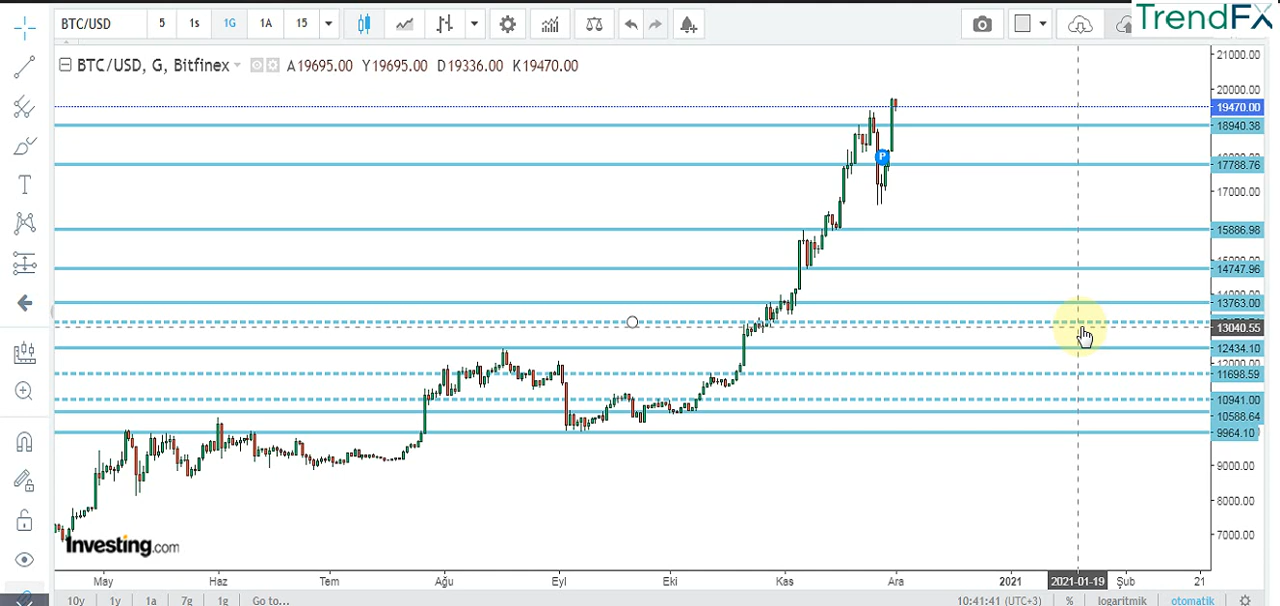 BTC/USD 5 1s 1G 1A 15
TrendFX
BTC/USD, G, Bitfinex A19695.00 Y19695.00 D19336.00 K19470.00
21000.00
20000.00
19470.00
18940.38
17788.76
17000.00
15686.98
14747.96
13763.00
13040.55
12434.10
11698.59
10941.00
10588.64
9964.10
9000.00
8000.00
7000.00
P
Investing.com
May Haz Tem Ağu Eyl Eki Kas Ara 2021 2021-01-19 Şub 21
10y 1y 1a 7g 1g Go to... 10:41:41 (UTC+3) % logaritmik otomatik